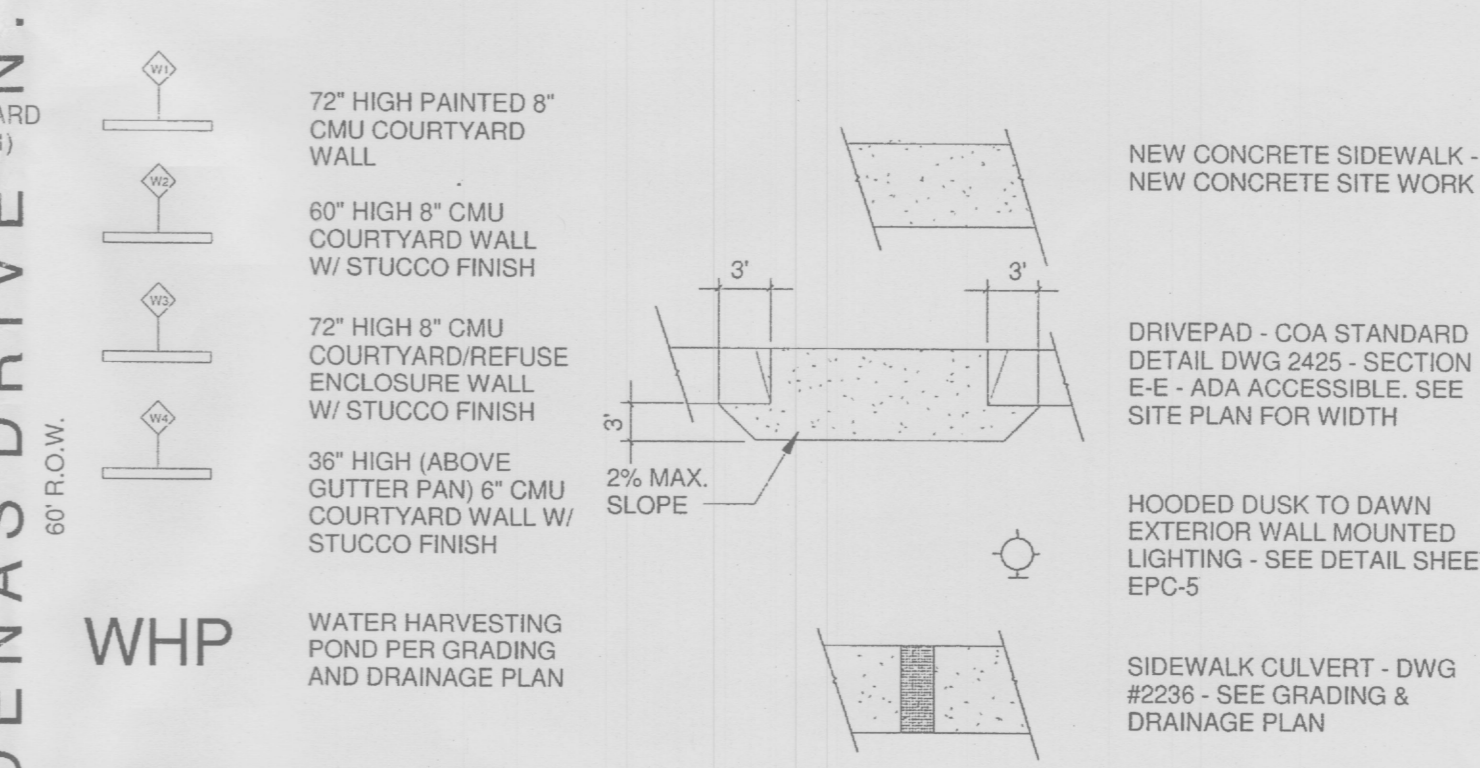 DENAS DRIVE N.
60' R.O.W.
W1
72" HIGH PAINTED 8"
CMU COURTYARD
WALL
W2
60" HIGH 8" CMU
COURTYARD WALL
W/ STUCCO FINISH
W3
72" HIGH 8" CMU
COURTYARD/REFUSE
ENCLOSURE WALL
W/ STUCCO FINISH
W4
36" HIGH (ABOVE
GUTTER PAN) 6" CMU
COURTYARD WALL W/
STUCCO FINISH
WHP
WATER HARVESTING
POND PER GRADING
AND DRAINAGE PLAN
NEW CONCRETE SIDEWALK -
NEW CONCRETE SITE WORK
3'
3'
3'
2% MAX.
SLOPE
DRIVEPAD - COA STANDARD
DETAIL DWG 2425 - SECTION
E-E - ADA ACCESSIBLE. SEE
SITE PLAN FOR WIDTH
HOODED DUSK TO DAWN
EXTERIOR WALL MOUNTED
LIGHTING - SEE DETAIL SHEE
EPC-5
SIDEWALK CULVERT - DWG
#2236 - SEE GRADING &
DRAINAGE PLAN